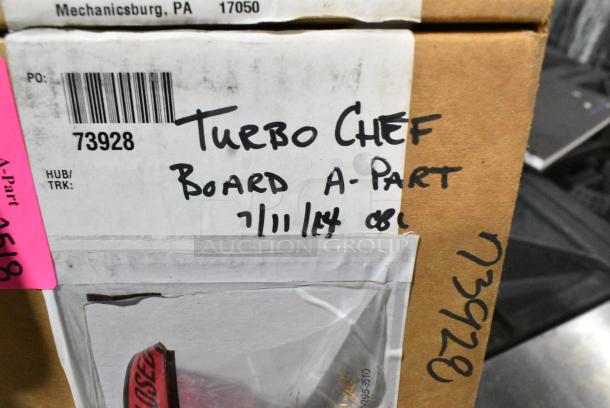 Mechanicsburg, PA 17050
PO:
73928
TURBO CHEF
HUB/
TRK:
BOARD A-PART
7/11/14
AUCTION GROUP
A-Part
73928